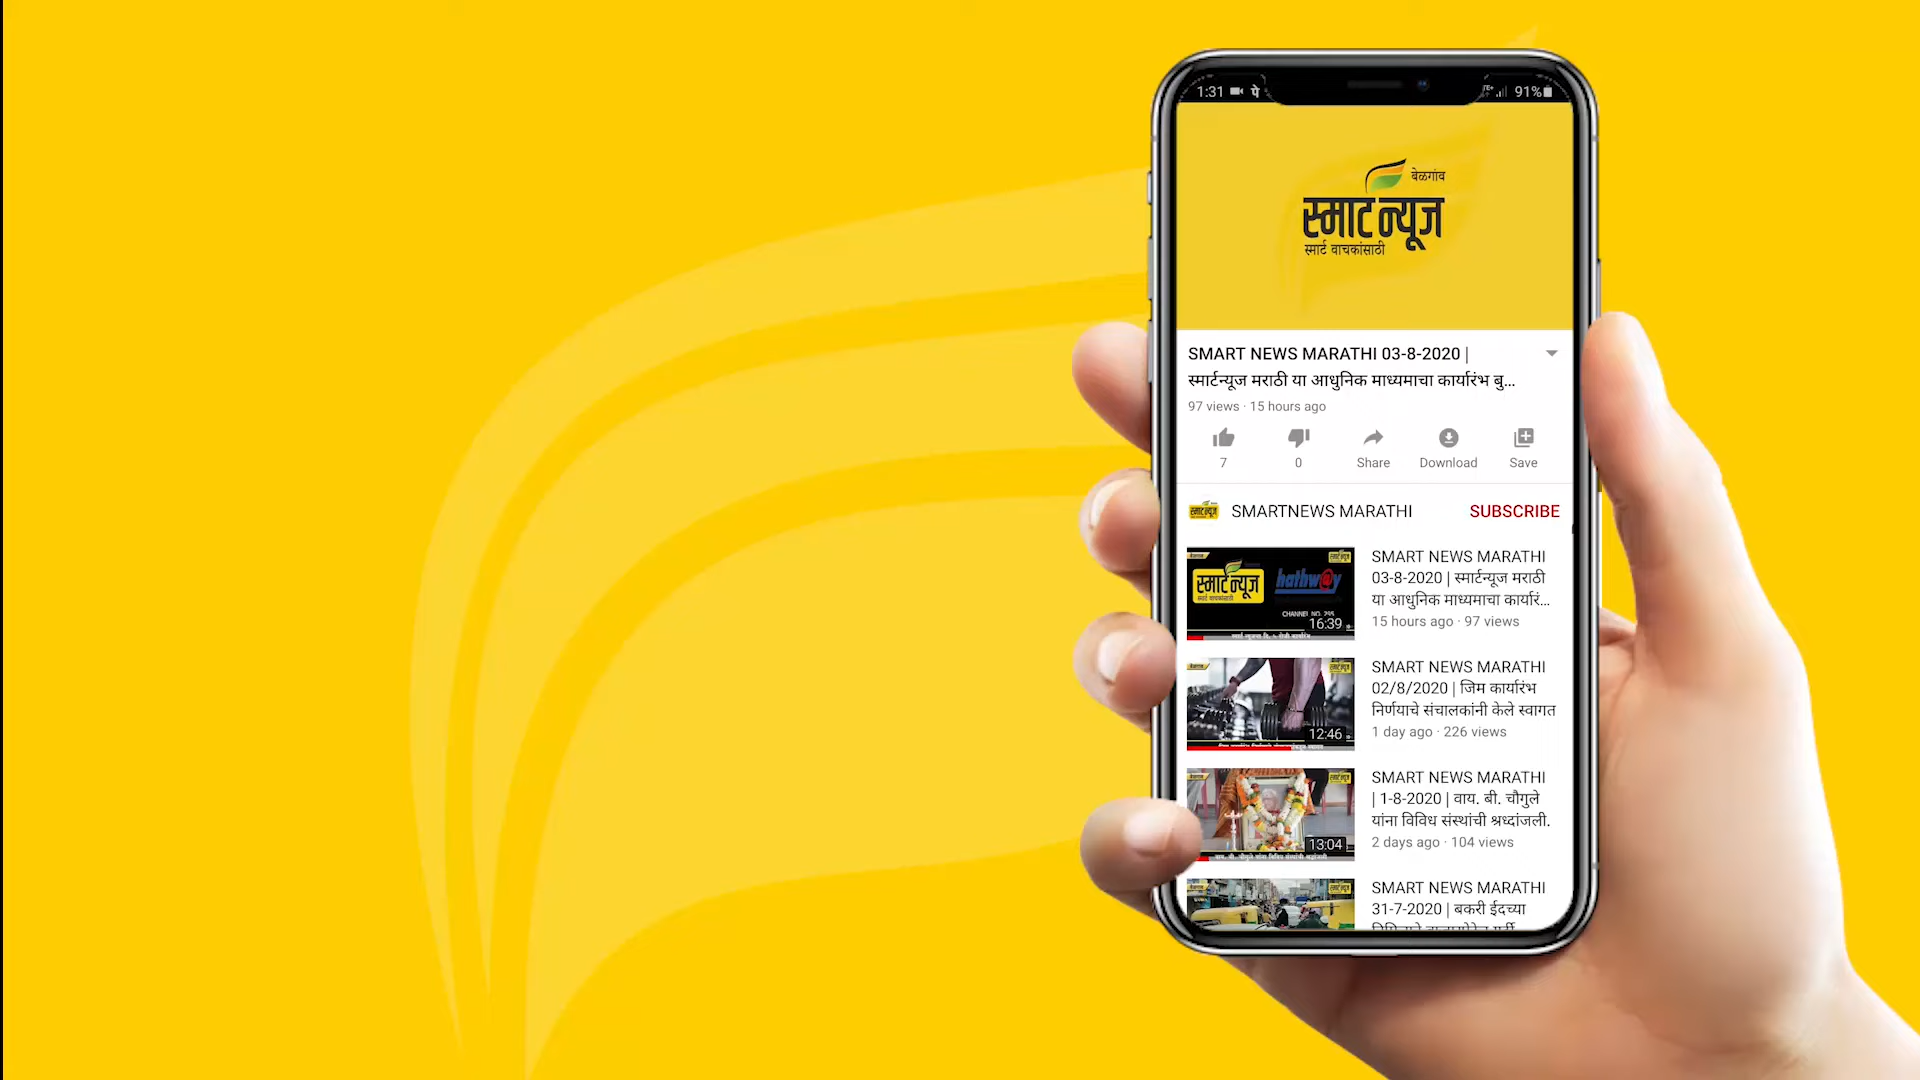 1:31 पे 91%
बेळगांव
स्मार्ट न्यूज
स्मार्ट वाचकांसाठी
SMART NEWS MARATHI 03-8-2020 |
स्मार्टन्यूज मराठी या आधुनिक माध्यमाचा कार्यारंभ बु...
97 views · 15 hours ago
7 0 Share Download Save
स्मार्ट न्यूज SMARTNEWS MARATHI SUBSCRIBE
स्मार्ट न्यूज hathw@y
CHANNEL NO. 295
16:39
SMART NEWS MARATHI
03-8-2020 | स्मार्टन्यूज मराठी
या आधुनिक माध्यमाचा कार्यारं...
15 hours ago · 97 views
12:46
SMART NEWS MARATHI
02/8/2020 | जिम कार्यारंभ
निर्णयाचे संचालकांनी केले स्वागत
1 day ago · 226 views
13:04
SMART NEWS MARATHI
| 1-8-2020 | वाय. बी. चौगुले
यांना विविध संस्थांची श्रध्दांजली.
2 days ago · 104 views
SMART NEWS MARATHI
31-7-2020 | बकरी ईदच्या